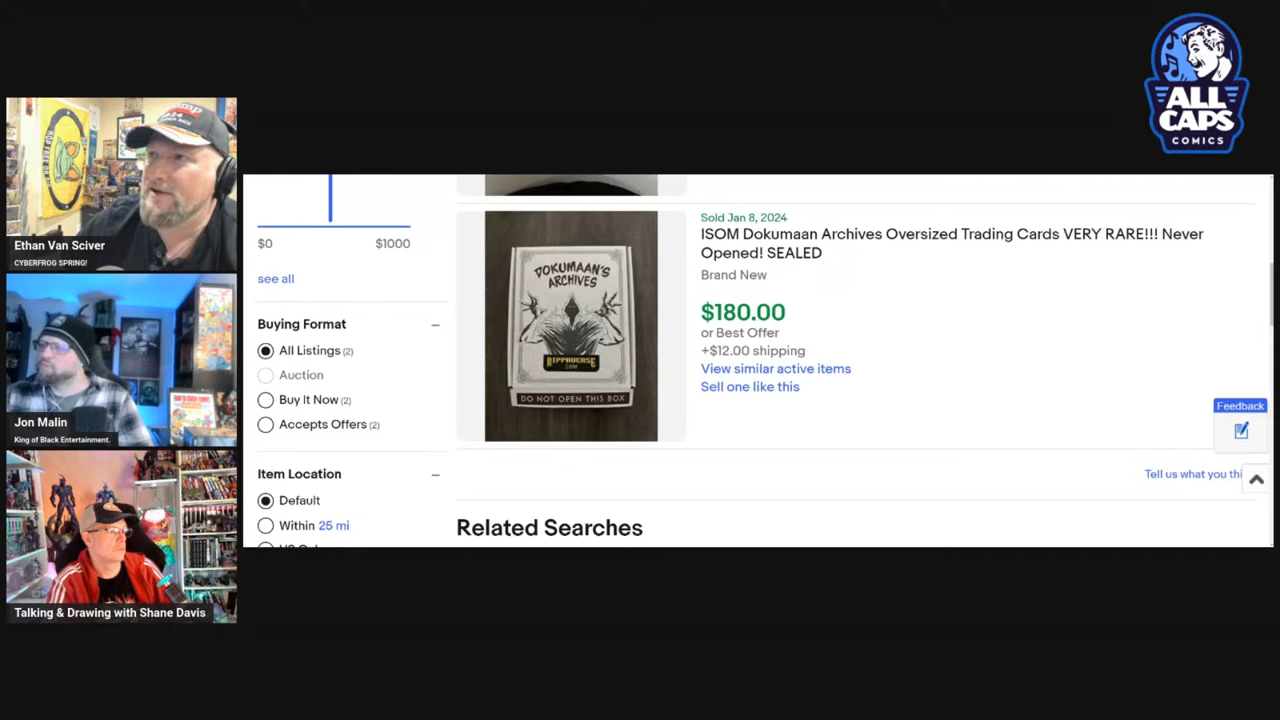 ALL
CAPS
COMICS
Ethan Van Sciver
CYBERFROG SPRING!
Jon Malin
King of Black Entertainment.
Talking & Drawing with Shane Davis
$0
$1000
see all
Buying Format
All Listings (2)
Auction
Buy It Now (2)
Accepts Offers (2)
Item Location
Default
Within 25 mi
DOKUMAAN'S
ARCHIVES
RIPPAVERSE
.COM
DO NOT OPEN THIS BOX
Sold Jan 8, 2024
ISOM Dokumaan Archives Oversized Trading Cards VERY RARE!!! Never
Opened! SEALED
Brand New
$180.00
or Best Offer
+$12.00 shipping
View similar active items
Sell one like this
Feedback
Tell us what you thi
Related Searches